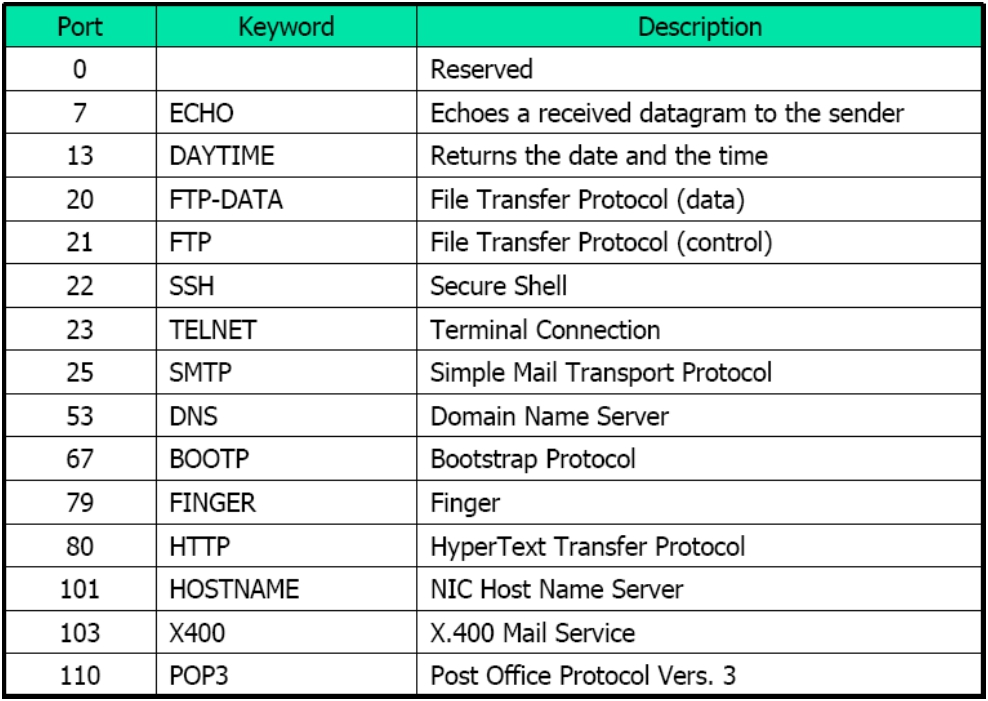 Port Keyword Description
0 Reserved
7 ECHO Echoes a received datagram to the sender
13 DAYTIME Returns the date and the time
20 FTP-DATA File Transfer Protocol (data)
21 FTP File Transfer Protocol (control)
22 SSH Secure Shell
23 TELNET Terminal Connection
25 SMTP Simple Mail Transport Protocol
53 DNS Domain Name Server
67 BOOTP Bootstrap Protocol
79 FINGER Finger
80 HTTP HyperText Transfer Protocol
101 HOSTNAME NIC Host Name Server
103 X400 X.400 Mail Service
110 POP3 Post Office Protocol Vers. 3